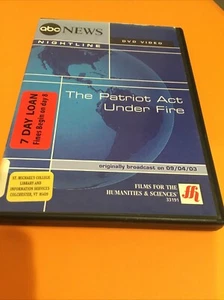 abc NEWS
NIGHTLINE
DVD VIDEO
7 DAY LOAN
Fines Begin on day 8
The Patriot Act
Under Fire
originally broadcast on 09/04/03
ST. MICHAEL'S COLLEGE
LIBRARY AND
INFORMATION SERVICES
COLCHESTER, VT. 05439
FILMS FOR THE
HUMANITIES & SCIENCES
33191
ffh